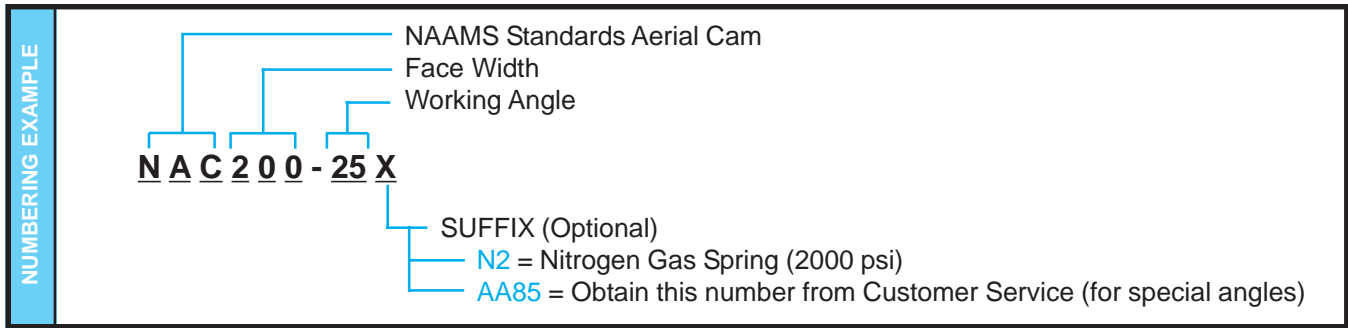 NUMBERING EXAMPLE
NAAMS Standards Aerial Cam
Face Width
Working Angle
N A C 2 0 0 - 25 X
SUFFIX (Optional)
N2 = Nitrogen Gas Spring (2000 psi)
AA85 = Obtain this number from Customer Service (for special angles)